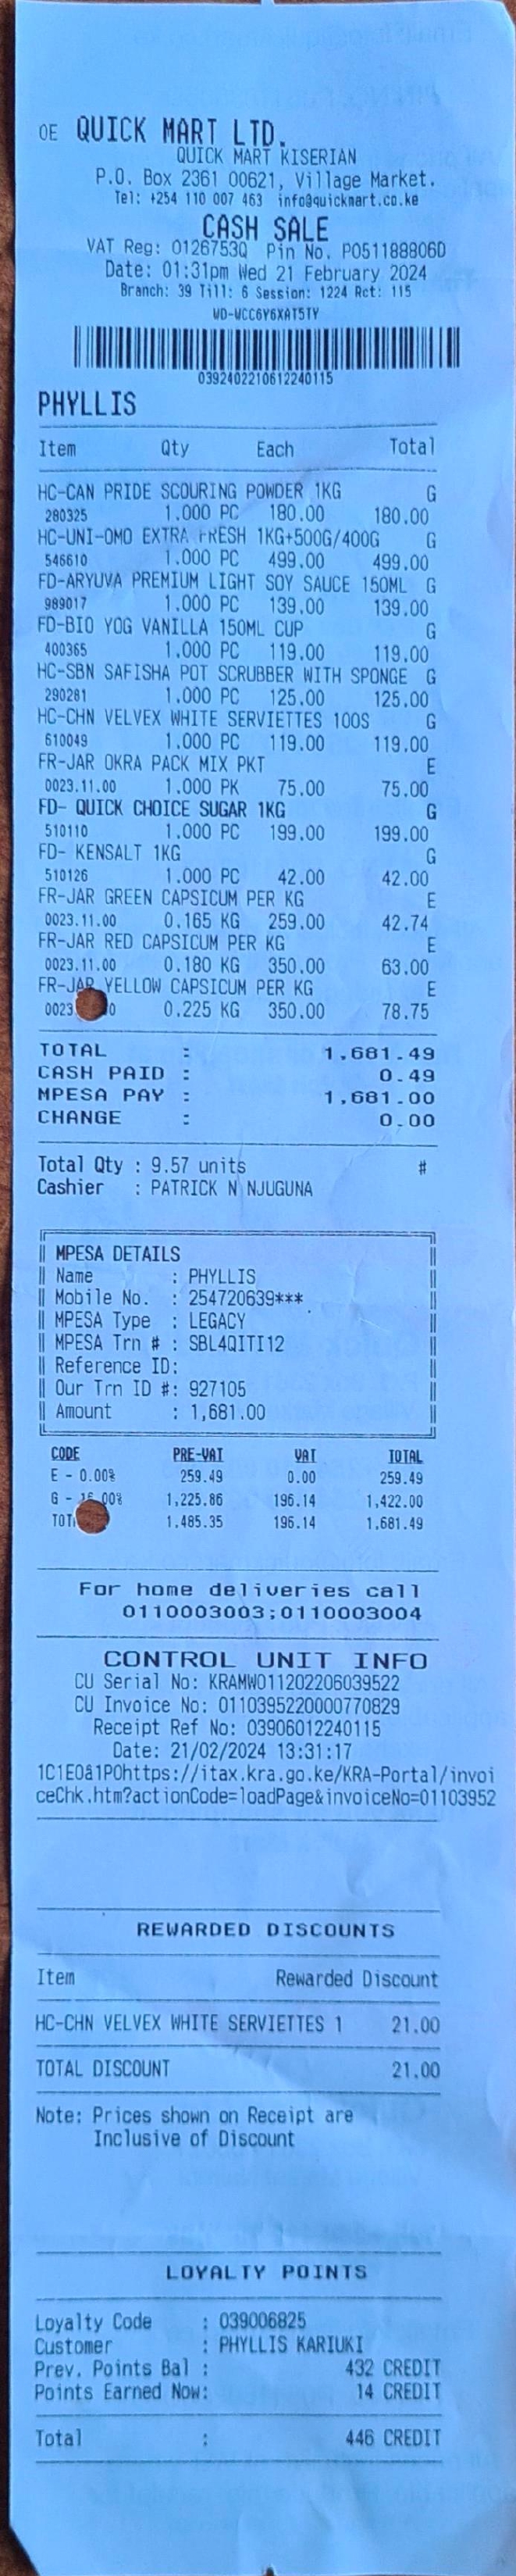 OE QUICK MART LTD.
QUICK MART KISERIAN
P.O. Box 2361 00621, Village Market.
Tel: +254 110 007 463 info@quickmart.co.ke
CASH SALE
VAT Reg: 0126753Q Pin No. P051188806D
Date: 01:31pm Wed 21 February 2024
Branch: 39 Till: 6 Session: 1224 Rct: 115
WD-WCC6Y6XAT5TY
0392402210612240115
PHYLLIS
Item Qty Each Total
HC-CAN PRIDE SCOURING POWDER 1KG G
280325 1.000 PC 180.00 180.00
HC-UNI-OMO EXTRA FRESH 1KG+500G/400G G
546610 1.000 PC 499.00 499.00
FD-ARYUVA PREMIUM LIGHT SOY SAUCE 150ML G
989017 1.000 PC 139.00 139.00
FD-BIO YOG VANILLA 150ML CUP G
400365 1.000 PC 119.00 119.00
HC-SBN SAFISHA POT SCRUBBER WITH SPONGE G
290281 1.000 PC 125.00 125.00
HC-CHN VELVEX WHITE SERVIETTES 100S G
610049 1.000 PC 119.00 119.00
FR-JAR OKRA PACK MIX PKT E
0023.11.00 1.000 PK 75.00 75.00
FD- QUICK CHOICE SUGAR 1KG G
510110 1.000 PC 199.00 199.00
FD- KENSALT 1KG G
510126 1.000 PC 42.00 42.00
FR-JAR GREEN CAPSICUM PER KG E
0023.11.00 0.165 KG 259.00 42.74
FR-JAR RED CAPSICUM PER KG E
0023.11.00 0.180 KG 350.00 63.00
FR-JAR YELLOW CAPSICUM PER KG E
0023 0 0.225 KG 350.00 78.75
TOTAL : 1,681.49
CASH PAID : 0.49
MPESA PAY : 1,681.00
CHANGE : 0.00
Total Qty : 9.57 units #
Cashier : PATRICK N NJUGUNA
MPESA DETAILS
Name : PHYLLIS
Mobile No. : 254720639***
MPESA Type : LEGACY
MPESA Trn # : SBL4QITI12
Reference ID:
Our Trn ID #: 927105
Amount : 1,681.00
CODE PRE-VAT VAT TOTAL
E - 0.00% 259.49 0.00 259.49
G - 16.00% 1,225.86 196.14 1,422.00
TOT 1,485.35 196.14 1,681.49
For home deliveries call
0110003003;0110003004
CONTROL UNIT INFO
CU Serial No: KRAMW011202206039522
CU Invoice No: 0110395220000770829
Receipt Ref No: 03906012240115
Date: 21/02/2024 13:31:17
1C1E0â1P0https://itax.kra.go.ke/KRA-Portal/invoi
ceChk.htm?actionCode=loadPage&invoiceNo=01103952
REWARDED DISCOUNTS
Item Rewarded Discount
HC-CHN VELVEX WHITE SERVIETTES 1 21.00
TOTAL DISCOUNT 21.00
Note: Prices shown on Receipt are
Inclusive of Discount
LOYALTY POINTS
Loyalty Code : 039006825
Customer : PHYLLIS KARIUKI
Prev. Points Bal : 432 CREDIT
Points Earned Now: 14 CREDIT
Total : 446 CREDIT